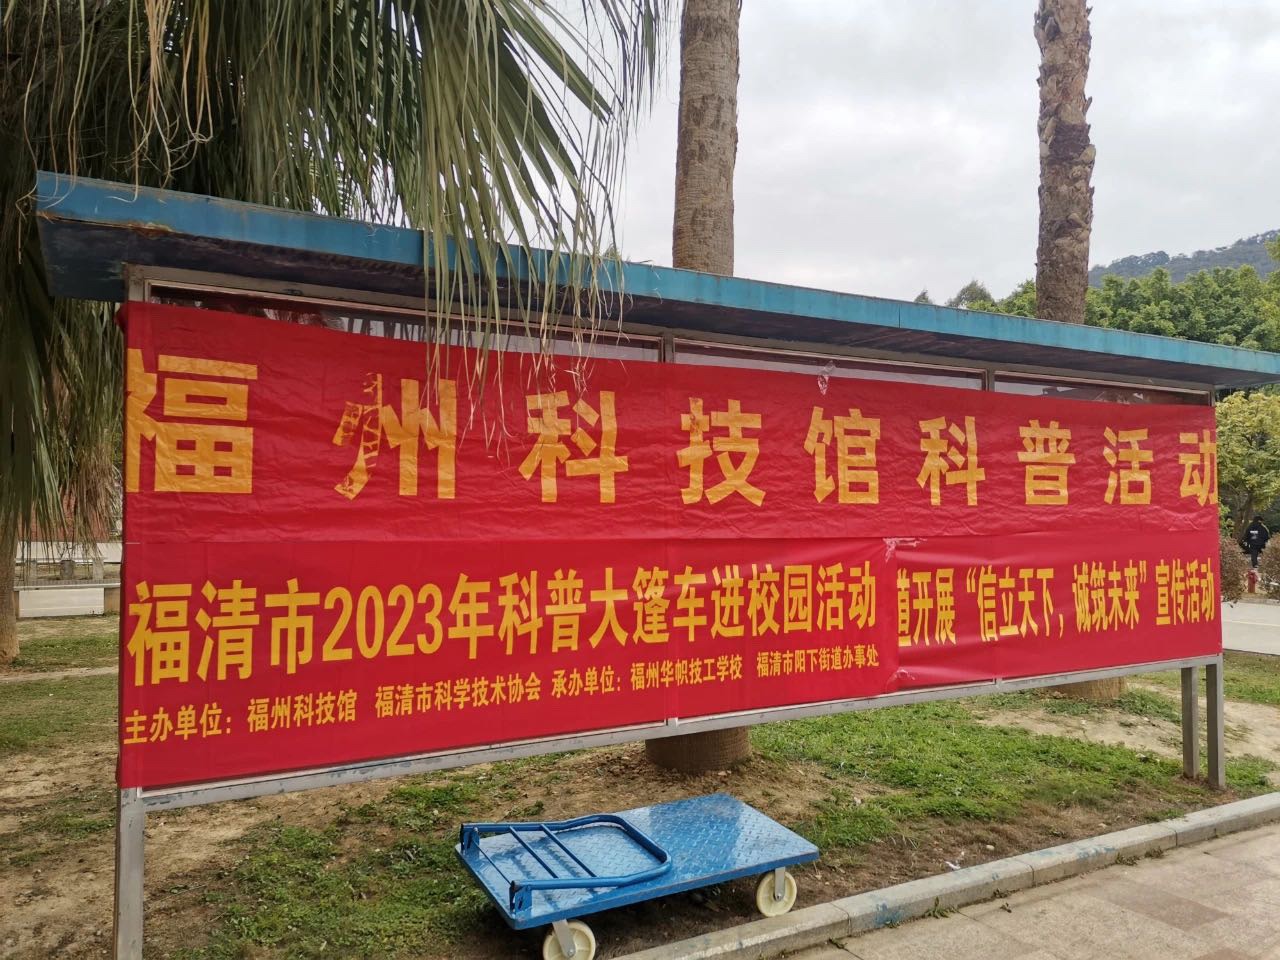 福州科技馆科普活动
福清市2023年科普大篷车进校园活动
道开展“信立天下，诚筑未来”宣传活动
主办单位：福州科技馆 福清市科学技术协会 承办单位：福州华帜技工学校 福清市阳下街道办事处